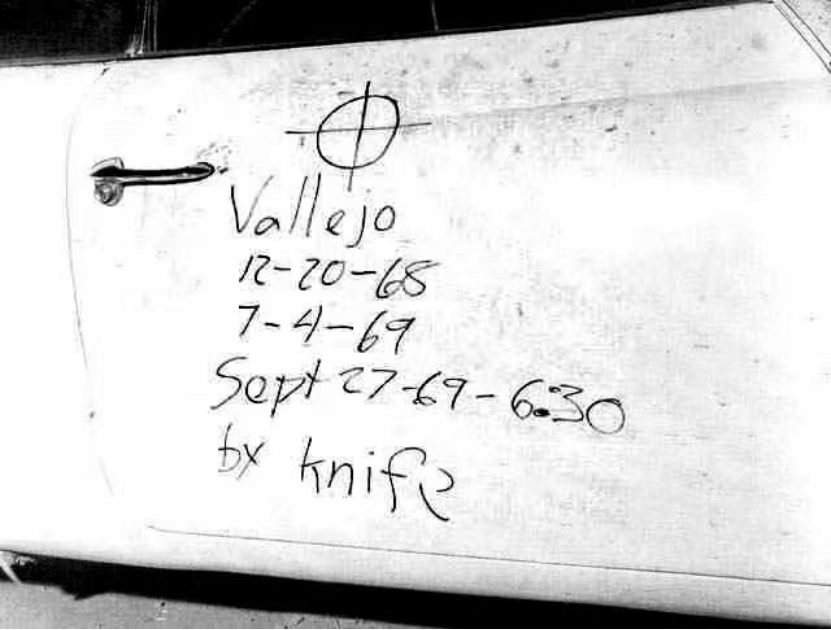 Vallejo
12-20-68
7-4-69
Sept 27-69-6:30
by knife